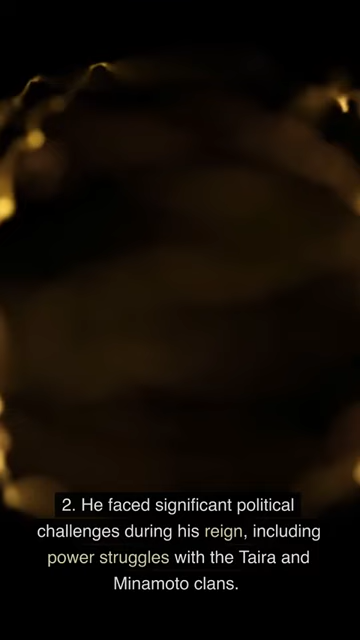 2. He faced significant political
challenges during his reign, including
power struggles with the Taira and
Minamoto clans.